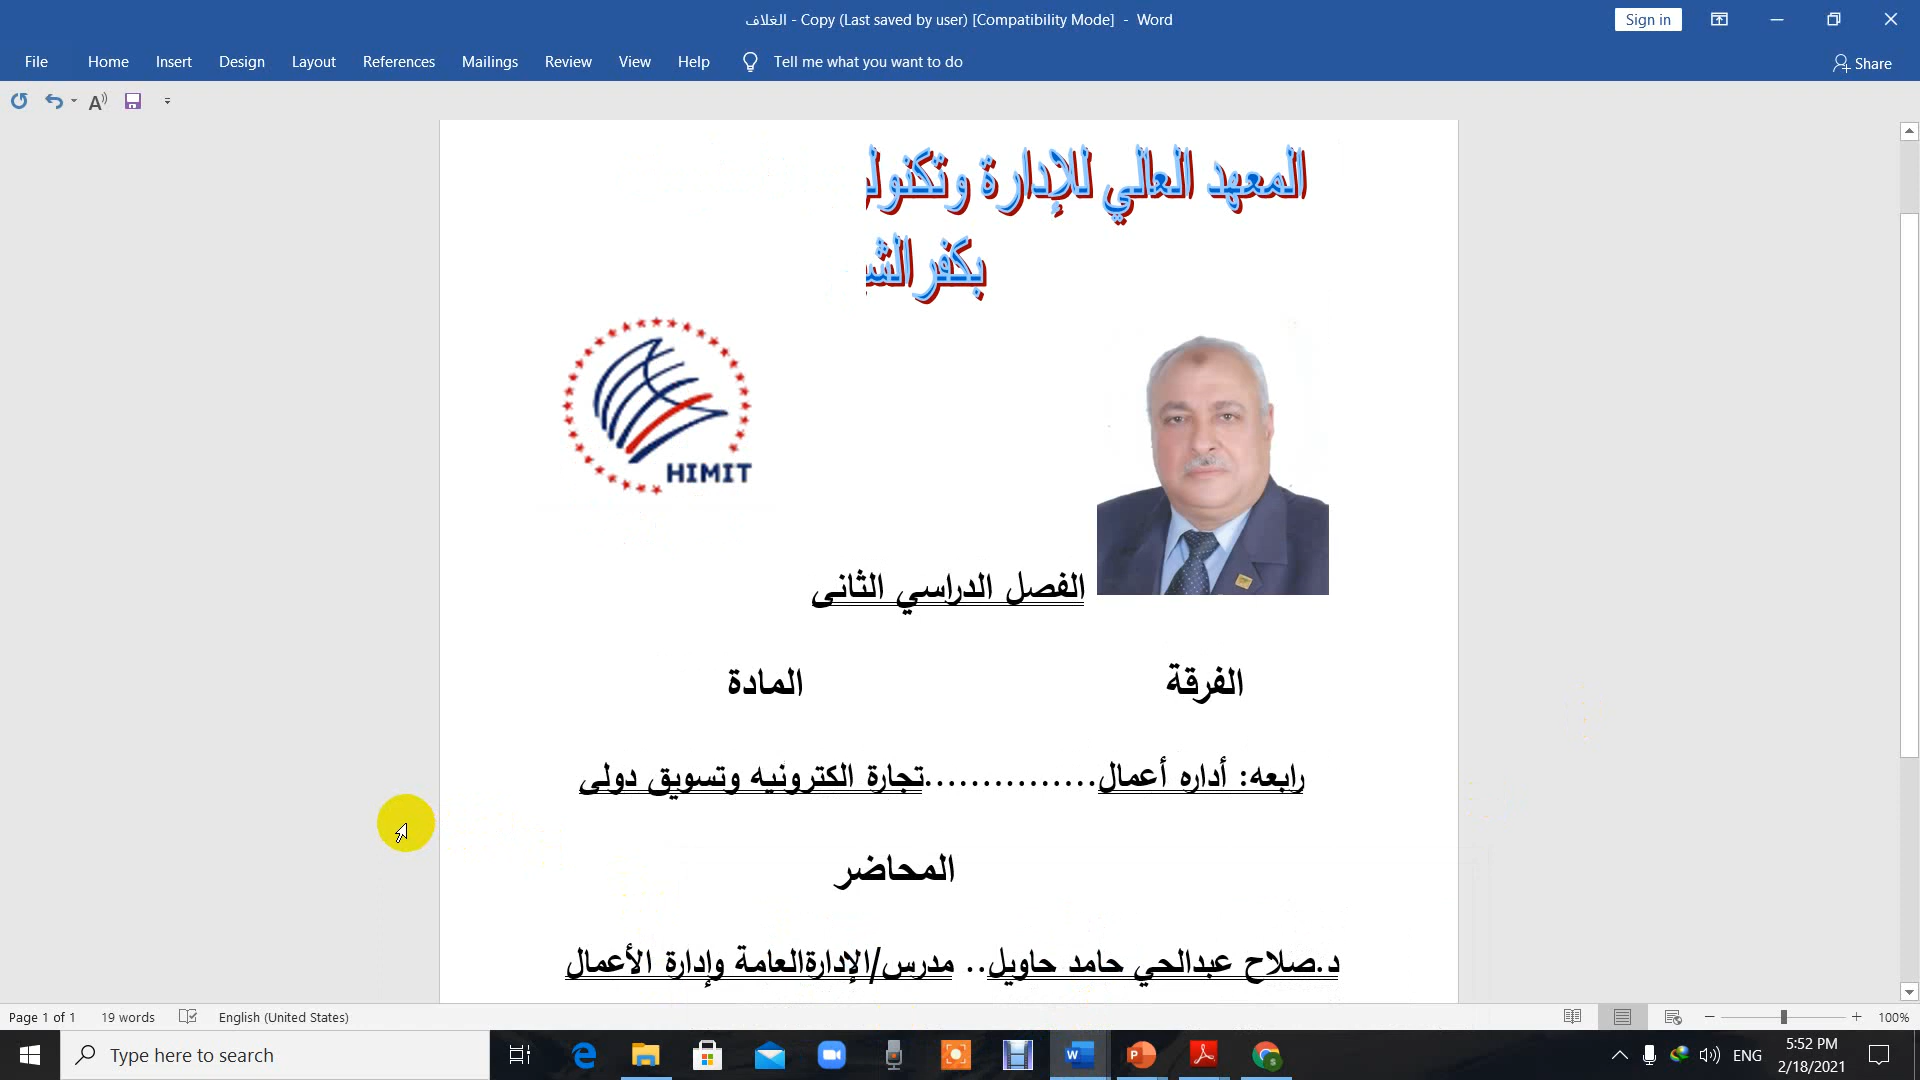 الغلاف - Copy (Last saved by user) [Compatibility Mode] - Word
Sign in
File Home Insert Design Layout References Mailings Review View Help Tell me what you want to do
Share
المعهد العالي للإدارة وتكنولو
بكفر الش
HIMIT
الفصل الدراسي الثانى
الفرقة المادة
رابعه: أداره أعمال...............تجارة الكترونيه وتسويق دولى
المحاضر
د.صلاح عبدالحي حامد حاويل.. مدرس/الإدارةالعامة وإدارة الأعمال
Page 1 of 1 19 words English (United States) 100%
Type here to search
ENG
5:52 PM
2/18/2021